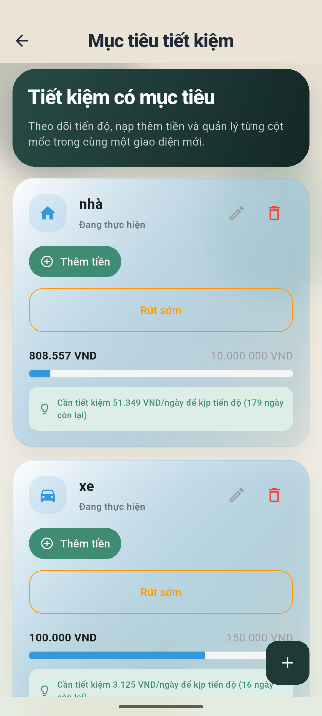 Mục tiêu tiết kiệm
Tiết kiệm có mục tiêu
Theo dõi tiến độ, nạp thêm tiền và quản lý từng cột
mốc trong cùng một giao diện mới.
nhà
Đang thực hiện
Thêm tiền
Rút sớm
808.557 VND 10.000.000 VND
Cần tiết kiệm 51.349 VND/ngày để kịp tiến độ (179 ngày
còn lại)
xe
Đang thực hiện
Thêm tiền
Rút sớm
100.000 VND 150.000 VND
Cần tiết kiệm 3.125 VND/ngày để kịp tiến độ (16 ngày
còn lại)